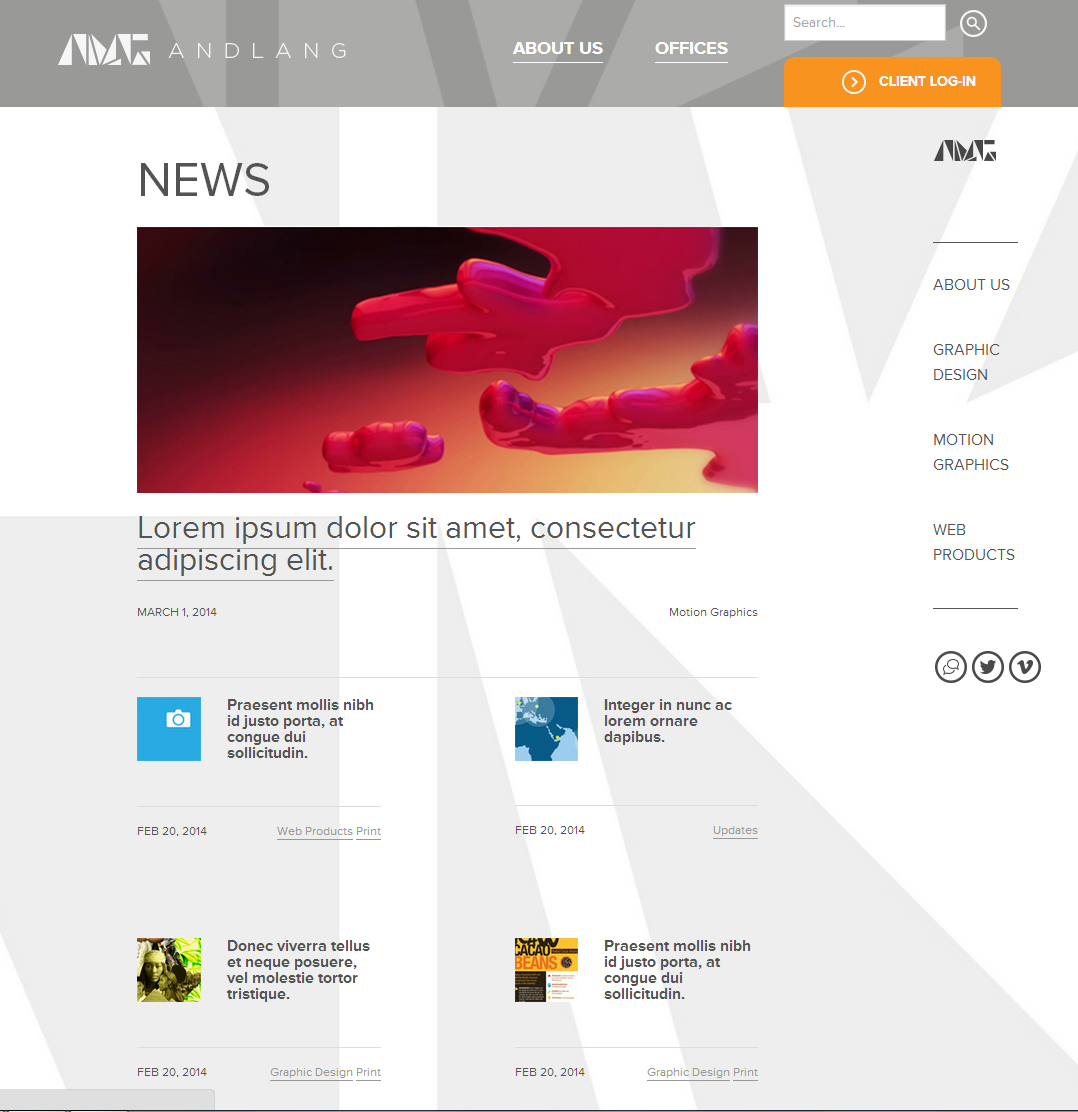 AMG ANDLANG
ABOUT US
OFFICES
Search...
CLIENT LOG-IN
AMG
NEWS
Lorem ipsum dolor sit amet, consectetur
adipiscing elit.
MARCH 1, 2014
Motion Graphics
Praesent mollis nibh
id justo porta, at
congue dui
sollicitudin.
FEB 20, 2014
Web Products Print
Integer in nunc ac
lorem ornare
dapibus.
FEB 20, 2014
Updates
Donec viverra tellus
et neque posuere,
vel molestie tortor
tristique.
FEB 20, 2014
Graphic Design Print
CACAO
BEANS
Praesent mollis nibh
id justo porta, at
congue dui
sollicitudin.
FEB 20, 2014
Graphic Design Print
ABOUT US
GRAPHIC
DESIGN
MOTION
GRAPHICS
WEB
PRODUCTS